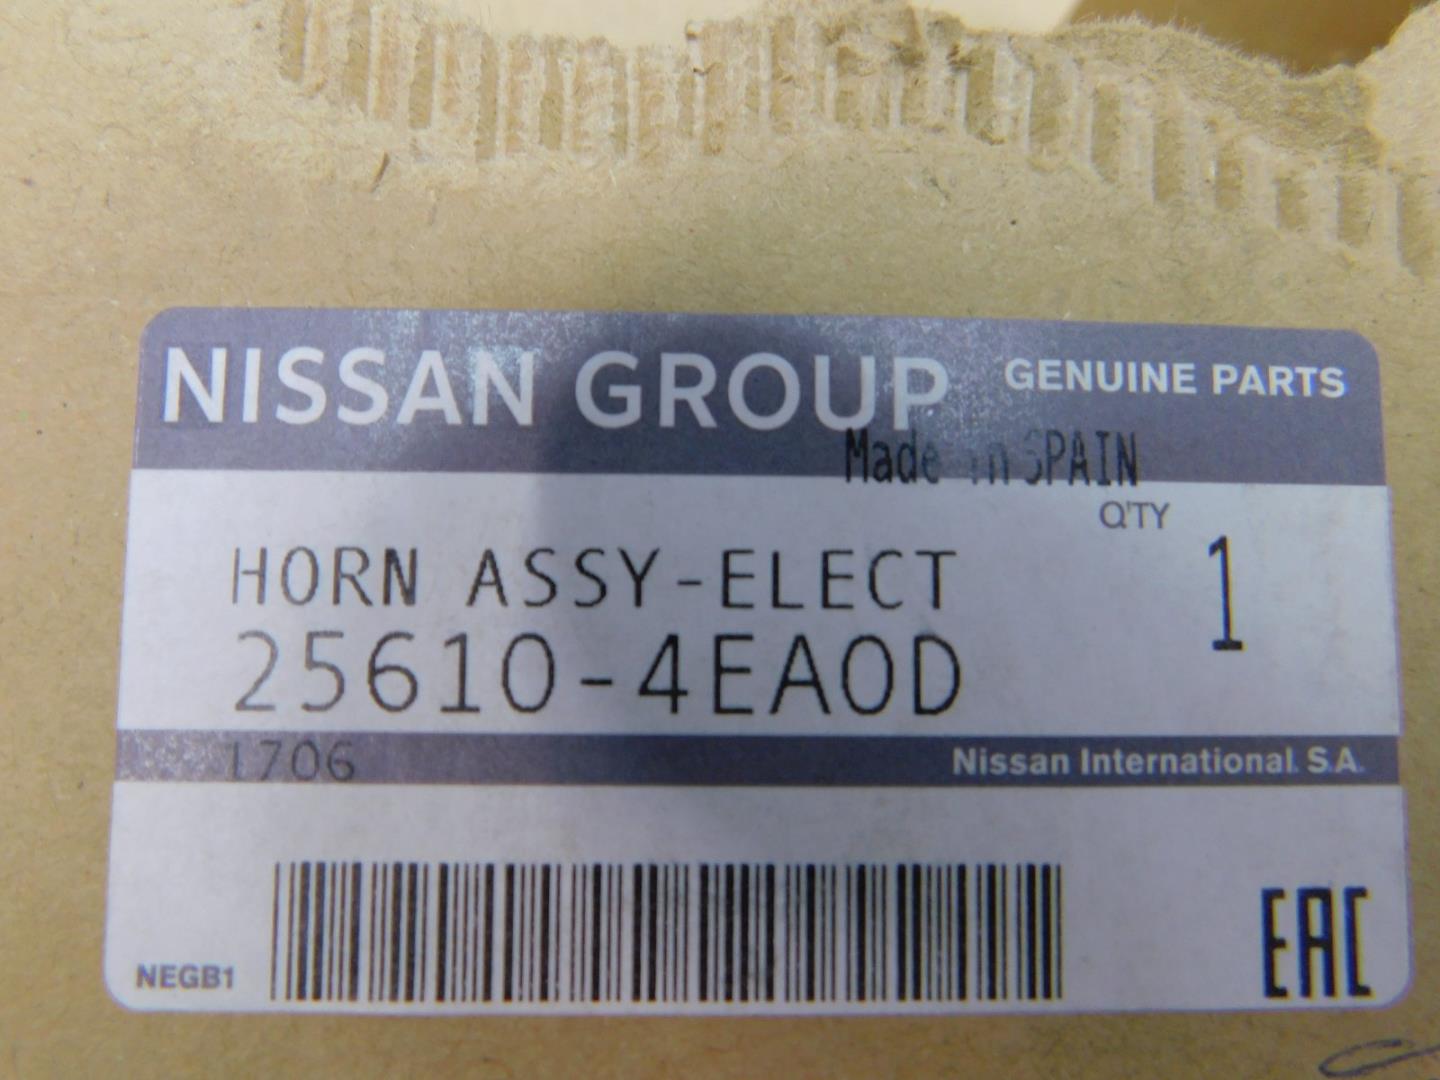 NISSAN GROUP GENUINE PARTS
Made in SPAIN
Q'TY
HORN ASSY-ELECT 1
25610-4EA0D
1706 Nissan International. S.A.
NEGB1 EAC